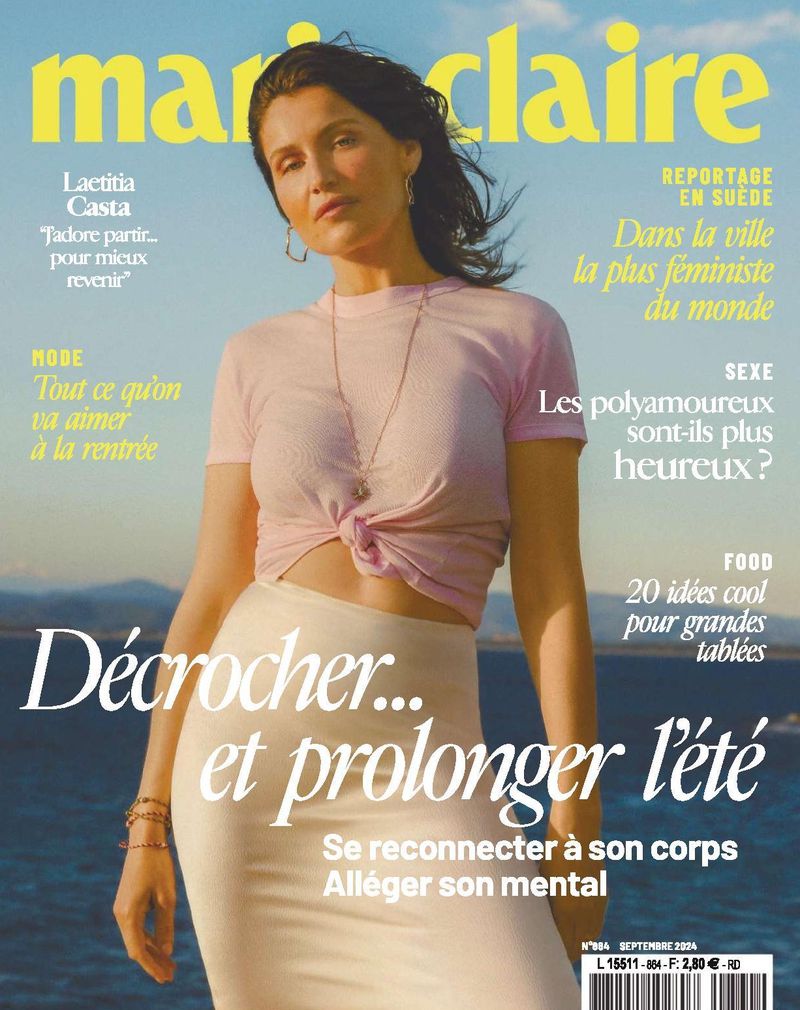 marie claire
Laetitia
Casta
“J'adore partir...
pour mieux
revenir”
REPORTAGE
EN SUÈDE
Dans la ville
la plus féministe
du monde
MODE
Tout ce qu'on
va aimer
à la rentrée
SEXE
Les polyamoureux
sont-ils plus
heureux ?
FOOD
20 idées cool
pour grandes
tablées
Décrocher...
et prolonger l'été
Se reconnecter à son corps
Alléger son mental
N°864 SEPTEMBRE 2024
L 15511 - 864 - F: 2,80 € - RD